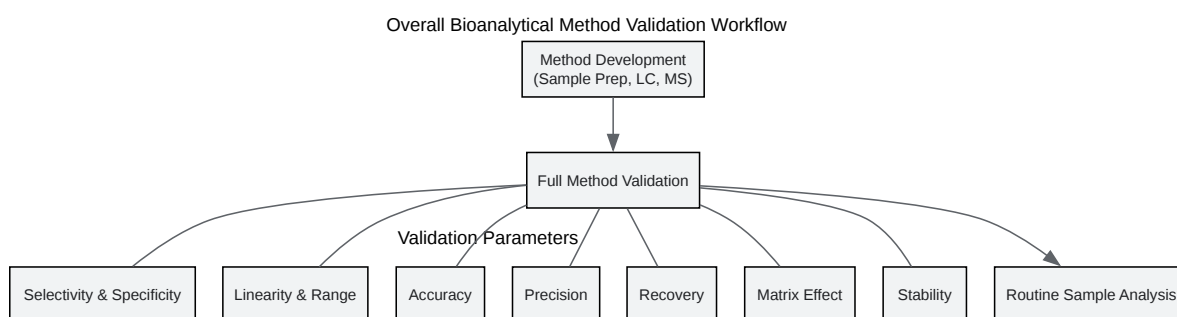 Overall Bioanalytical Method Validation Workflow
Method Development
(Sample Prep, LC, MS)
Full Method Validation
Validation Parameters
Selectivity & Specificity
Linearity & Range
Accuracy
Precision
Recovery
Matrix Effect
Stability
Routine Sample Analysis